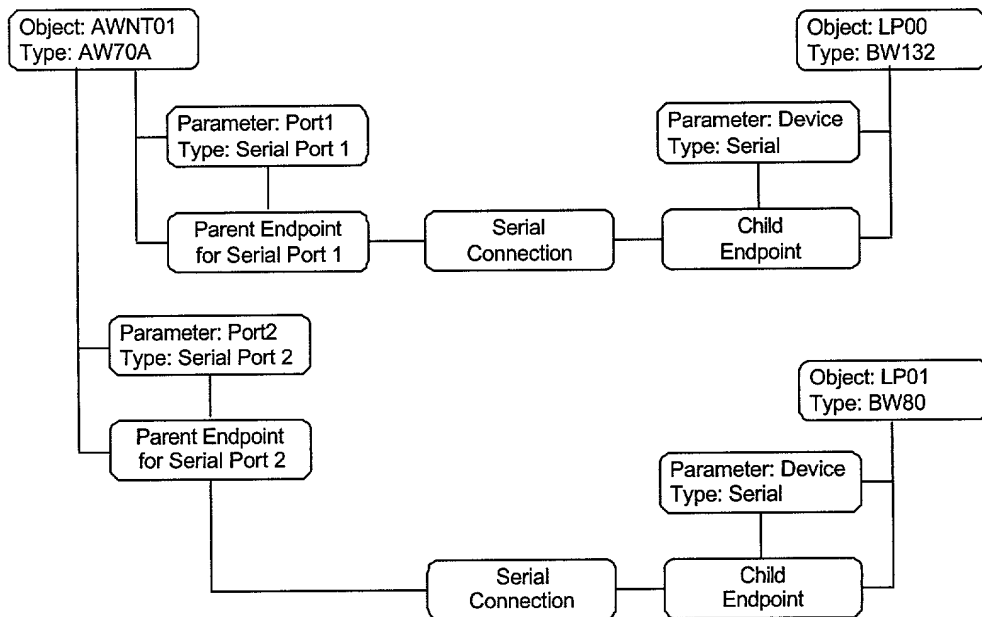 Object: AWNT01
Type: AW70A
Object: LP00
Type: BW132
Parameter: Port1
Type: Serial Port 1
Parameter: Device
Type: Serial
Parent Endpoint
for Serial Port 1
Serial
Connection
Child
Endpoint
Parameter: Port2
Type: Serial Port 2
Object: LP01
Type: BW80
Parent Endpoint
for Serial Port 2
Parameter: Device
Type: Serial
Serial
Connection
Child
Endpoint